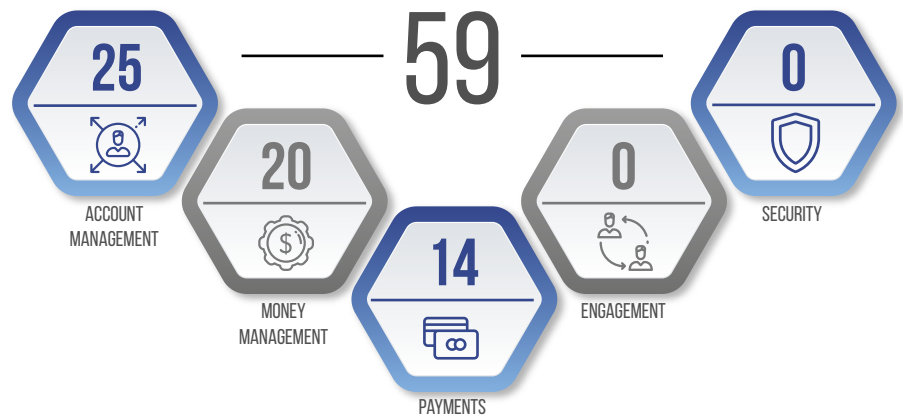 59
25
ACCOUNT
MANAGEMENT
20
$
MONEY
MANAGEMENT
14
PAYMENTS
0
ENGAGEMENT
0
SECURITY